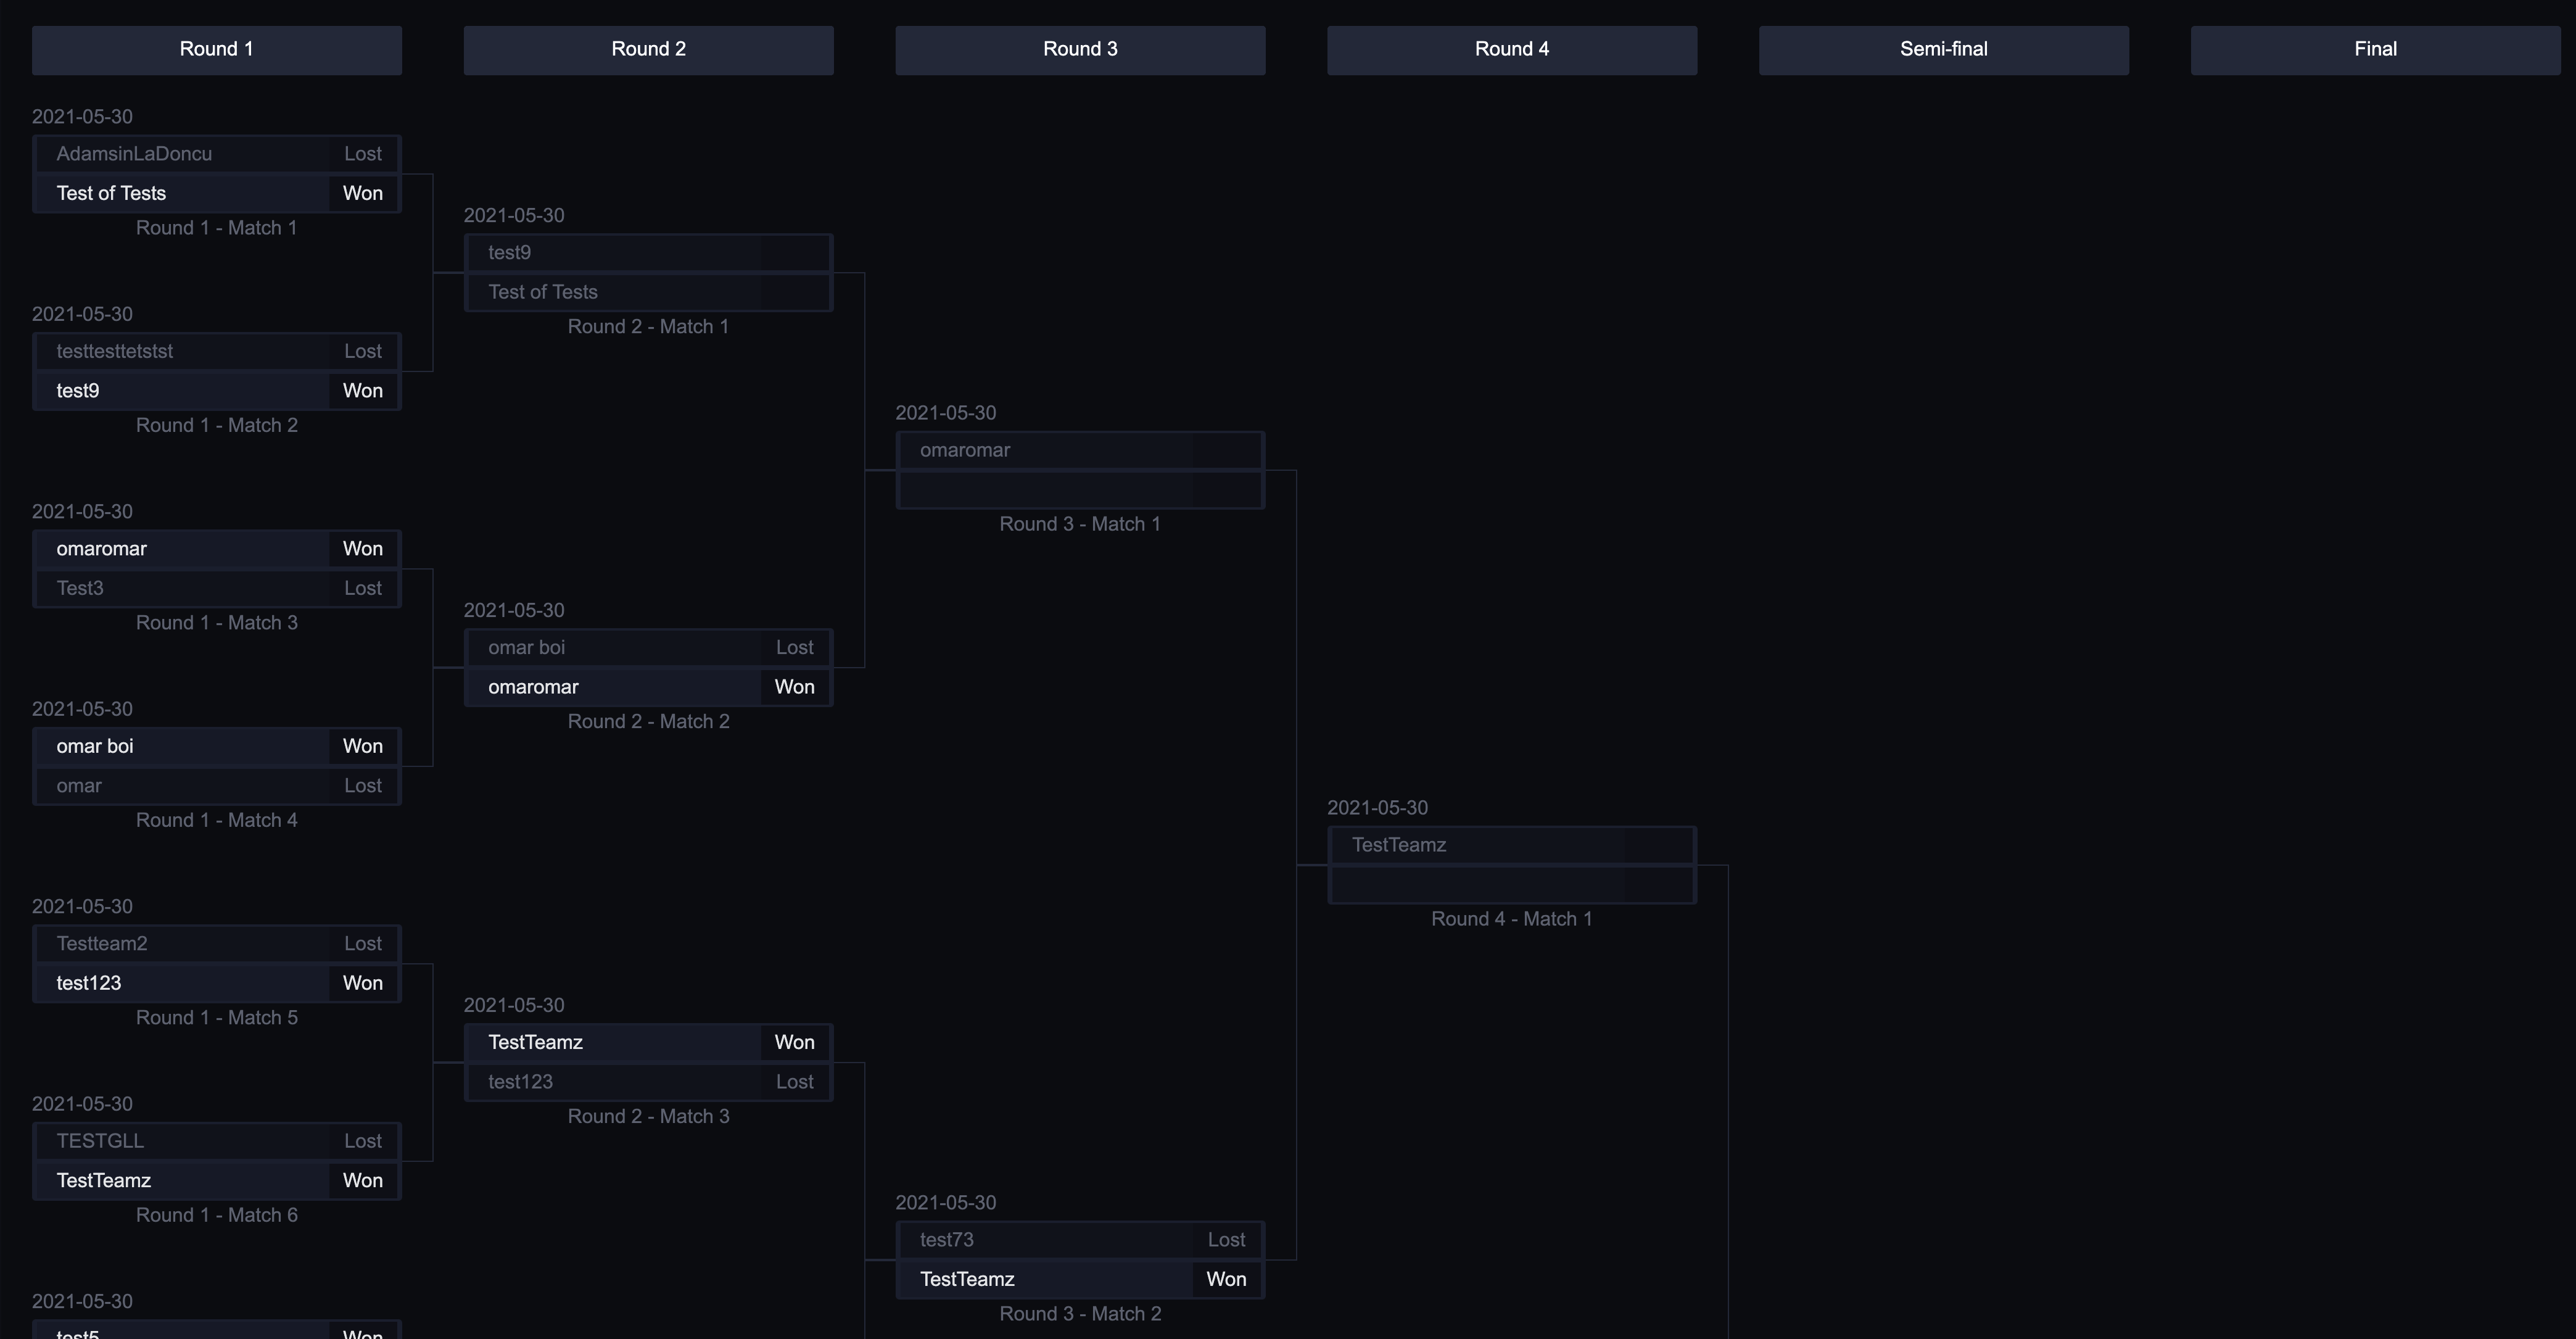 Round 1
Round 2
Round 3
Round 4
Semi-final
Final
2021-05-30
AdamsinLaDoncu Lost
Test of Tests Won
Round 1 - Match 1
2021-05-30
testtesttetstst Lost
test9 Won
Round 1 - Match 2
2021-05-30
omaromar Won
Test3 Lost
Round 1 - Match 3
2021-05-30
omar boi Won
omar Lost
Round 1 - Match 4
2021-05-30
Testteam2 Lost
test123 Won
Round 1 - Match 5
2021-05-30
TESTGLL Lost
TestTeamz Won
Round 1 - Match 6
2021-05-30
test5 Won
2021-05-30
test9
Test of Tests
Round 2 - Match 1
2021-05-30
omar boi Lost
omaromar Won
Round 2 - Match 2
2021-05-30
TestTeamz Won
test123 Lost
Round 2 - Match 3
2021-05-30
omaromar
Round 3 - Match 1
2021-05-30
test73 Lost
TestTeamz Won
Round 3 - Match 2
2021-05-30
TestTeamz
Round 4 - Match 1